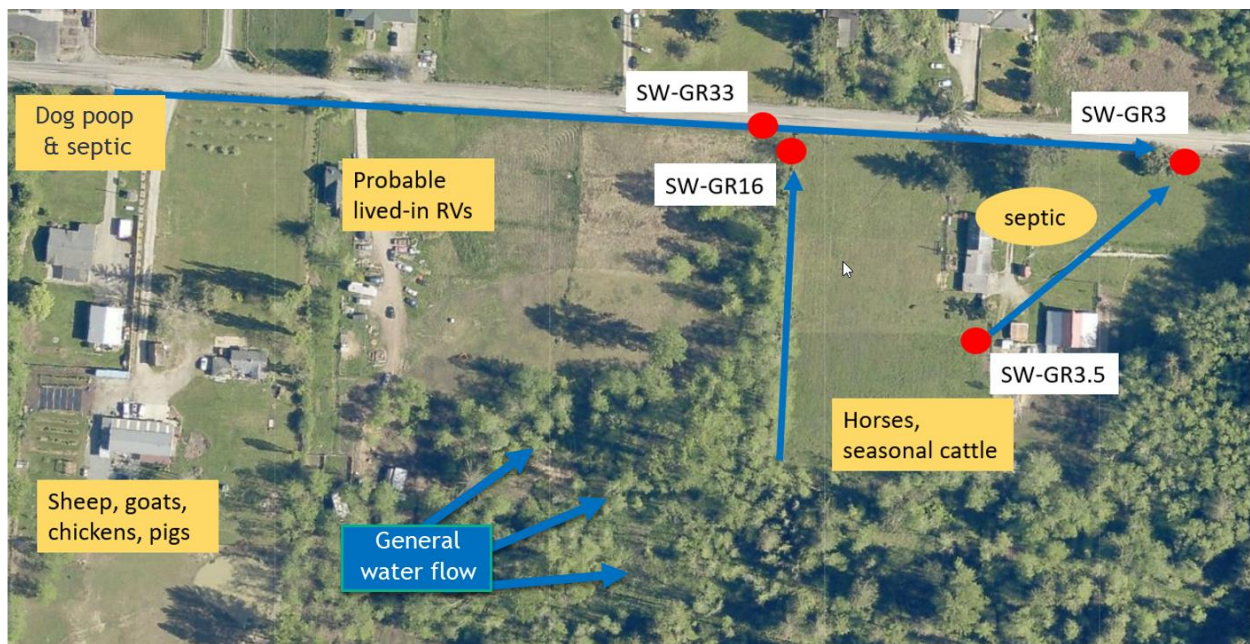 SW-GR33
SW-GR3
Dog poop
& septic
Probable
lived-in RVs
SW-GR16
septic
SW-GR3.5
Horses,
seasonal cattle
Sheep, goats,
chickens, pigs
General
water flow